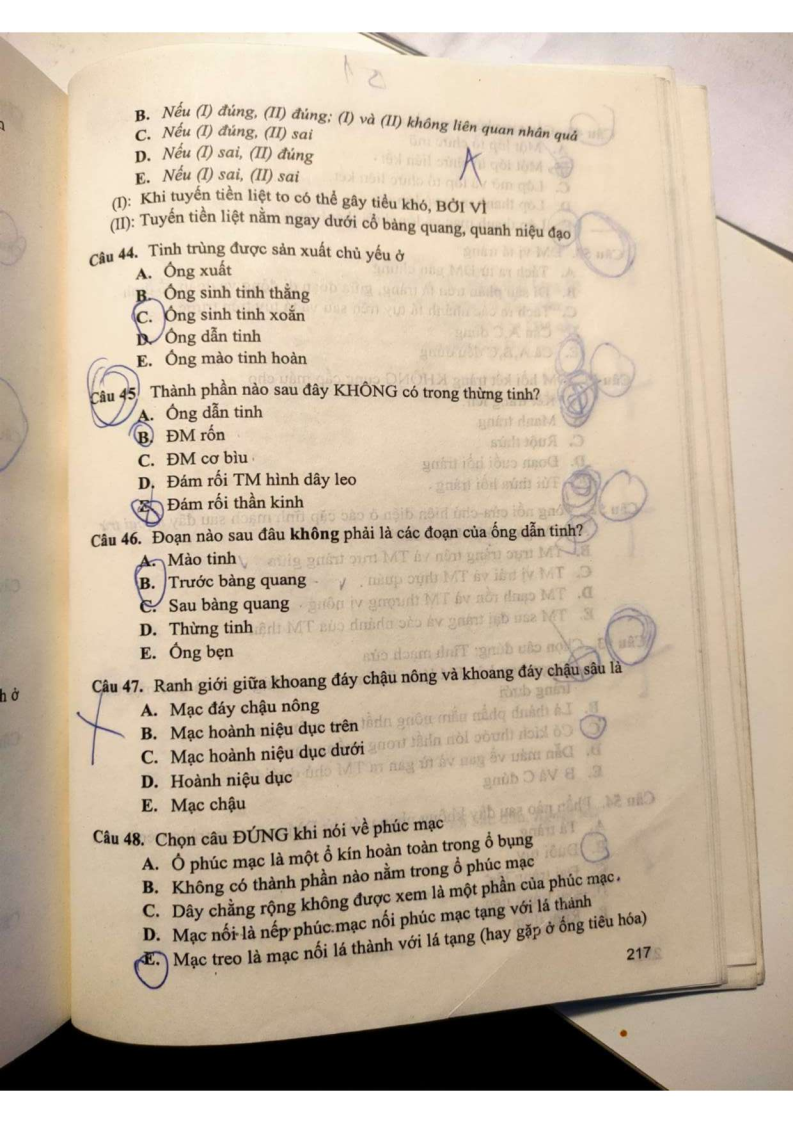 B. Nếu (I) đúng, (II) đúng; (I) và (II) không liên quan nhân quả
C. Nếu (I) đúng, (II) sai
D. Nếu (I) sai, (II) đúng
A
E. Nếu (I) sai, (II) sai
(I): Khi tuyến tiền liệt to có thể gây tiểu khó, BỞI VÌ
(II): Tuyến tiền liệt nằm ngay dưới cổ bàng quang, quanh niệu đạo
Câu 44. Tinh trùng được sản xuất chủ yếu ở
A. Ống xuất
B. Ống sinh tinh thẳng
C. Ống sinh tinh xoắn
D. Ống dẫn tinh
E. Ống mào tinh hoàn
Câu 45 Thành phần nào sau đây KHÔNG có trong thừng tinh?
A. Ống dẫn tinh
B. ĐM rốn
C. ĐM cơ bìu
D. Đám rối TM hình dây leo
E. Đám rối thần kinh
Câu 46. Đoạn nào sau đâu không phải là các đoạn của ống dẫn tinh?
A. Mào tinh
B. Trước bàng quang
C. Sau bàng quang
D. Thừng tinh
E. Ống bẹn
Câu 47. Ranh giới giữa khoang đáy chậu nông và khoang đáy chậu sâu là
A. Mạc đáy chậu nông
B. Mạc hoành niệu dục trên
C. Mạc hoành niệu dục dưới
D. Hoành niệu dục
E. Mạc chậu
Câu 48. Chọn câu ĐÚNG khi nói về phúc mạc
A. Ổ phúc mạc là một ổ kín hoàn toàn trong ổ bụng
B. Không có thành phần nào nằm trong ổ phúc mạc
C. Dây chằng rộng không được xem là một phần của phúc mạc.
D. Mạc nối là nếp phúc mạc nối phúc mạc tạng với lá thành
E. Mạc treo là mạc nối lá thành với lá tạng (hay gặp ở ống tiêu hóa)
217